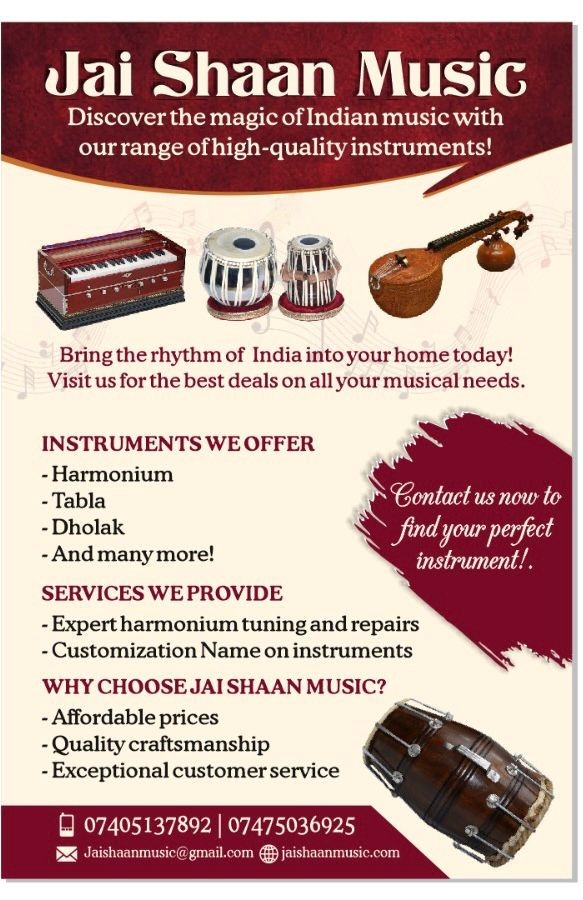 Jai Shaan Music
Discover the magic of Indian music with
our range of high-quality instruments!
Bring the rhythm of India into your home today!
Visit us for the best deals on all your musical needs.
INSTRUMENTS WE OFFER
- Harmonium
- Tabla
- Dholak
- And many more!
Contact us now to
find your perfect
instrument!.
SERVICES WE PROVIDE
- Expert harmonium tuning and repairs
- Customization Name on instruments
WHY CHOOSE JAI SHAAN MUSIC?
- Affordable prices
- Quality craftsmanship
- Exceptional customer service
07405137892 | 07475036925
Jaishaanmusic@gmail.com jaishaanmusic.com